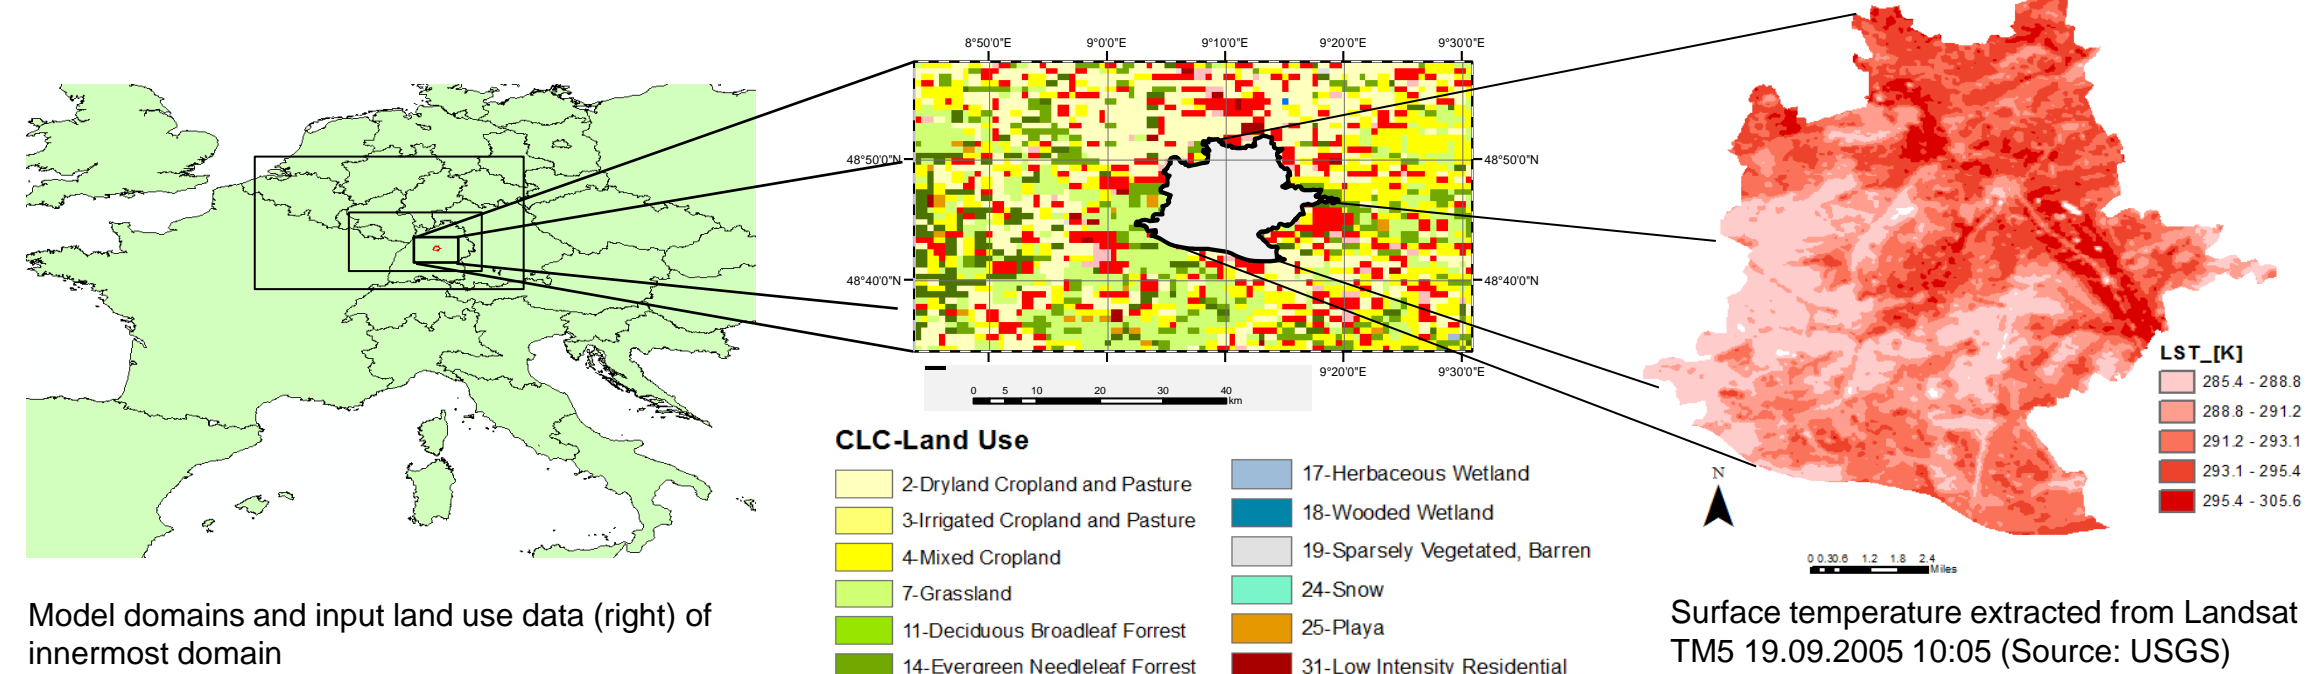 8°50'0"E 9°0'0"E 9°10'0"E 9°20'0"E 9°30'0"E
48°50'0"N 48°50'0"N
48°40'0"N 48°40'0"N
9°20'0"E 9°30'0"E
0 5 10 20 30 40
km
CLC-Land Use
2-Dryland Cropland and Pasture
3-Irrigated Cropland and Pasture
4-Mixed Cropland
7-Grassland
11-Deciduous Broadleaf Forrest
14-Evergreen Needleleaf Forrest
17-Herbaceous Wetland
18-Wooded Wetland
19-Sparsely Vegetated, Barren
24-Snow
25-Playa
31-Low Intensity Residential
Model domains and input land use data (right) of
innermost domain
LST_[K]
285.4 - 288.8
288.8 - 291.2
291.2 - 293.1
293.1 - 295.4
295.4 - 305.6
N
0 0.30.6 1.2 1.8 2.4
Miles
Surface temperature extracted from Landsat
TM5 19.09.2005 10:05 (Source: USGS)